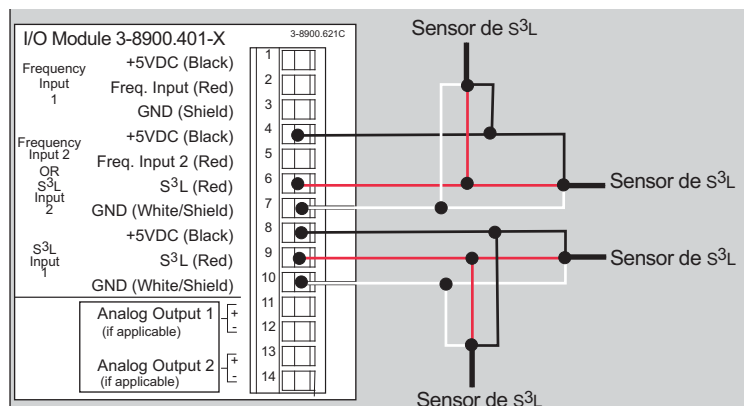 I/O Module 3-8900.401-X
3-8900.621C
Frequency
Input
1
+5VDC (Black)
1
Freq. Input (Red)
2
GND (Shield)
3
Frequency
Input 2
OR
S³L
Input
2
+5VDC (Black)
4
Freq. Input 2 (Red)
5
S³L (Red)
6
GND (White/Shield)
7
S³L
Input
1
+5VDC (Black)
8
S³L (Red)
9
GND (White/Shield)
10
Analog Output 1
(if applicable)
+
-
11
12
Analog Output 2
(if applicable)
+
-
13
14
Sensor de S³L
Sensor de S³L
Sensor de S³L
Sensor de S³L